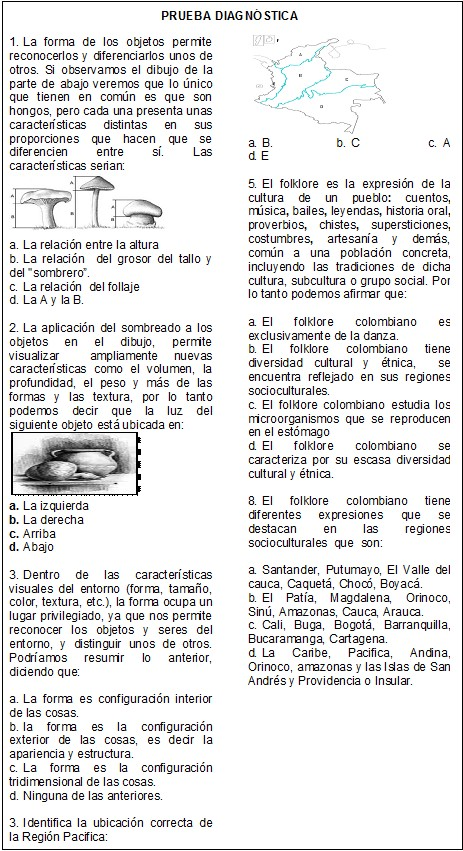 PRUEBA DIAGNÓSTICA
1. La forma de los objetos permite
reconocerlos y diferenciarlos unos de
otros. Si observamos el dibujo de la
parte de abajo veremos que lo único
que tienen en común es que son
hongos, pero cada una presenta unas
características distintas en sus
proporciones que hacen que se
diferencien entre sí. Las
características serian:
A
B
A
B
A
B
a. La relación entre la altura
b. La relación del grosor del tallo y
del "sombrero".
c. La relación del follaje
d. La A y la B.
2. La aplicación del sombreado a los
objetos en el dibujo, permite
visualizar ampliamente nuevas
características como el volumen, la
profundidad, el peso y más de las
formas y las textura, por lo tanto
podemos decir que la luz del
siguiente objeto está ubicada en:
a. La izquierda
b. La derecha
c. Arriba
d. Abajo
3. Dentro de las características
visuales del entorno (forma, tamaño,
color, textura, etc.), la forma ocupa un
lugar privilegiado, ya que nos permite
reconocer los objetos y seres del
entorno, y distinguir unos de otros.
Podríamos resumir lo anterior,
diciendo que:
a. La forma es configuración interior
de las cosas.
b. la forma es la configuración
exterior de las cosas, es decir la
apariencia y estructura.
c. La forma es la configuración
tridimensional de las cosas.
d. Ninguna de las anteriores.
3. Identifica la ubicación correcta de
la Región Pacifica:
A
B
C
D
a. B. b. C c. A
d. E
5. El folklore es la expresión de la
cultura de un pueblo: cuentos,
música, bailes, leyendas, historia oral,
proverbios, chistes, supersticiones,
costumbres, artesanía y demás,
común a una población concreta,
incluyendo las tradiciones de dicha
cultura, subcultura o grupo social. Por
lo tanto podemos afirmar que:
a. El folklore colombiano es
exclusivamente de la danza.
b. El folklore colombiano tiene
diversidad cultural y étnica, se
encuentra reflejado en sus regiones
socioculturales.
c. El folklore colombiano estudia los
microorganismos que se reproducen
en el estómago
d. El folklore colombiano se
caracteriza por su escasa diversidad
cultural y étnica.
8. El folklore colombiano tiene
diferentes expresiones que se
destacan en las regiones
socioculturales que son:
a. Santander, Putumayo, El Valle del
cauca, Caquetá, Chocó, Boyacá.
b. El Patía, Magdalena, Orinoco,
Sinú, Amazonas, Cauca, Arauca.
c. Cali, Buga, Bogotá, Barranquilla,
Bucaramanga, Cartagena.
d. La Caribe, Pacifica, Andina,
Orinoco, amazonas y las Islas de San
Andrés y Providencia o Insular.